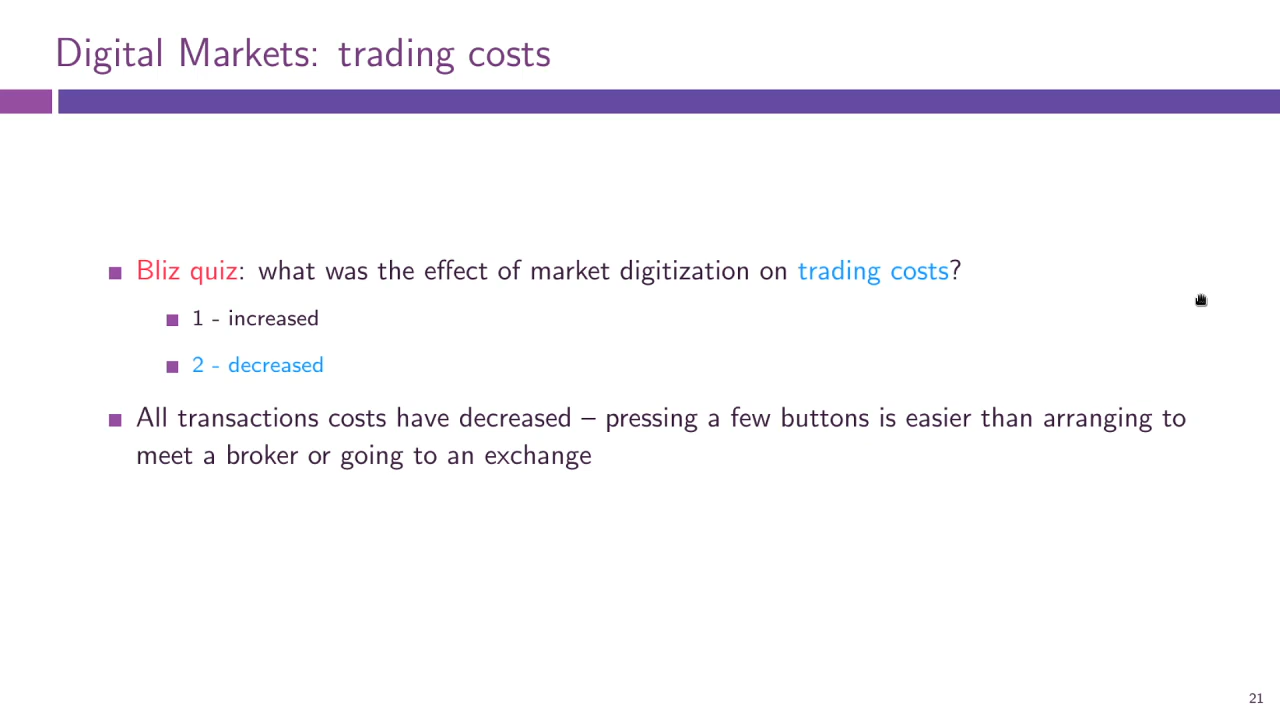 Digital Markets: trading costs
Bliz quiz: what was the effect of market digitization on trading costs?
1 - increased
2 - decreased
All transactions costs have decreased – pressing a few buttons is easier than arranging to
meet a broker or going to an exchange
21